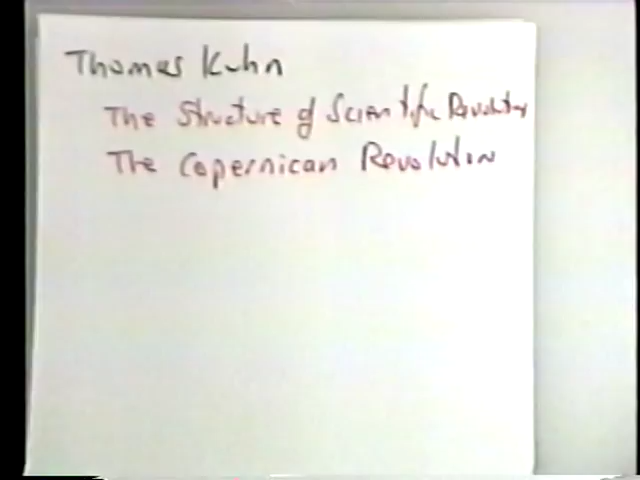 Thomas Kuhn
The Structure of Scientific Revolution
The Copernican Revolution